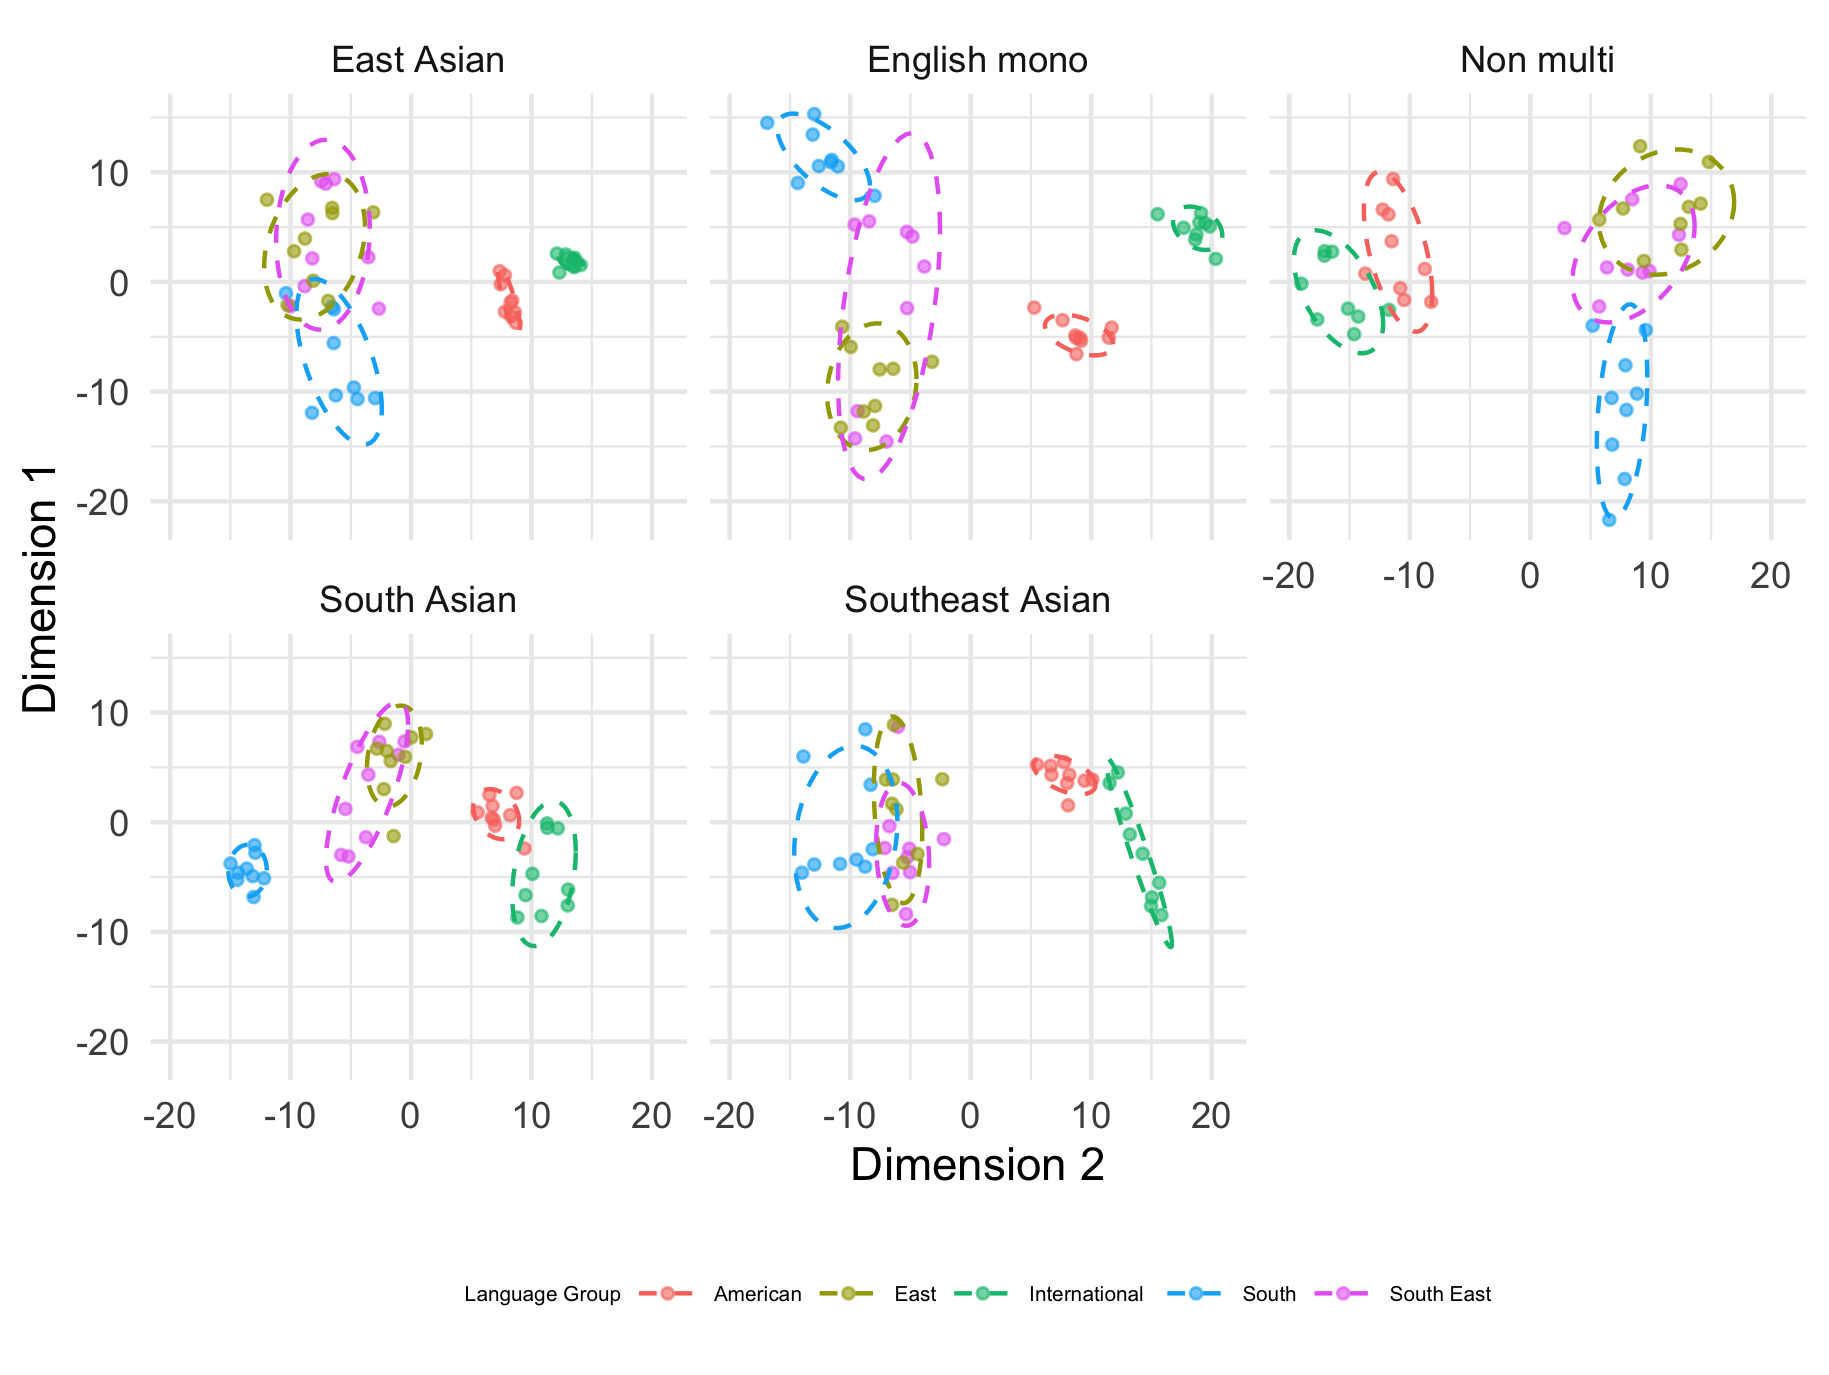 East Asian
English mono
Non multi
10
0
-10
-20
-20 -10 0 10 20
South Asian
Southeast Asian
10
0
-10
-20
-20 -10 0 10 20
-20 -10 0 10 20
Dimension 1
Dimension 2
Language Group American East International South South East